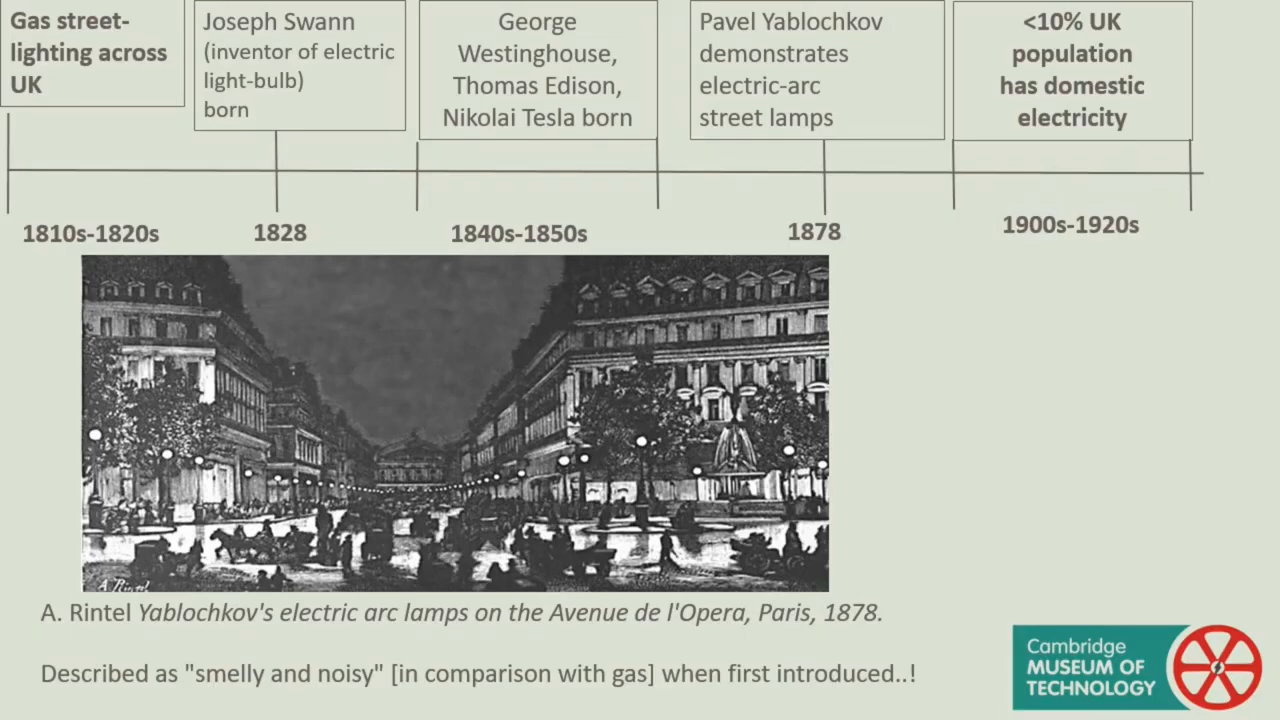 Gas street-
lighting across
UK
Joseph Swann
(inventor of electric
light-bulb)
born
George
Westinghouse,
Thomas Edison,
Nikolai Tesla born
Pavel Yablochkov
demonstrates
electric-arc
street lamps
<10% UK
population
has domestic
electricity
1810s-1820s
1828
1840s-1850s
1878
1900s-1920s
A. Rintel
A. Rintel Yablochkov's electric arc lamps on the Avenue de l'Opera, Paris, 1878.
Described as "smelly and noisy" [in comparison with gas] when first introduced..!
Cambridge
MUSEUM OF
TECHNOLOGY